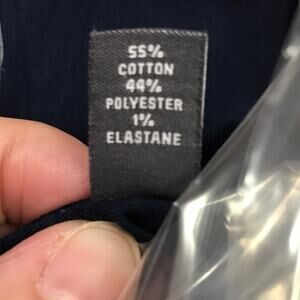 55%
COTTON
44%
POLYESTER
1%
ELASTANE